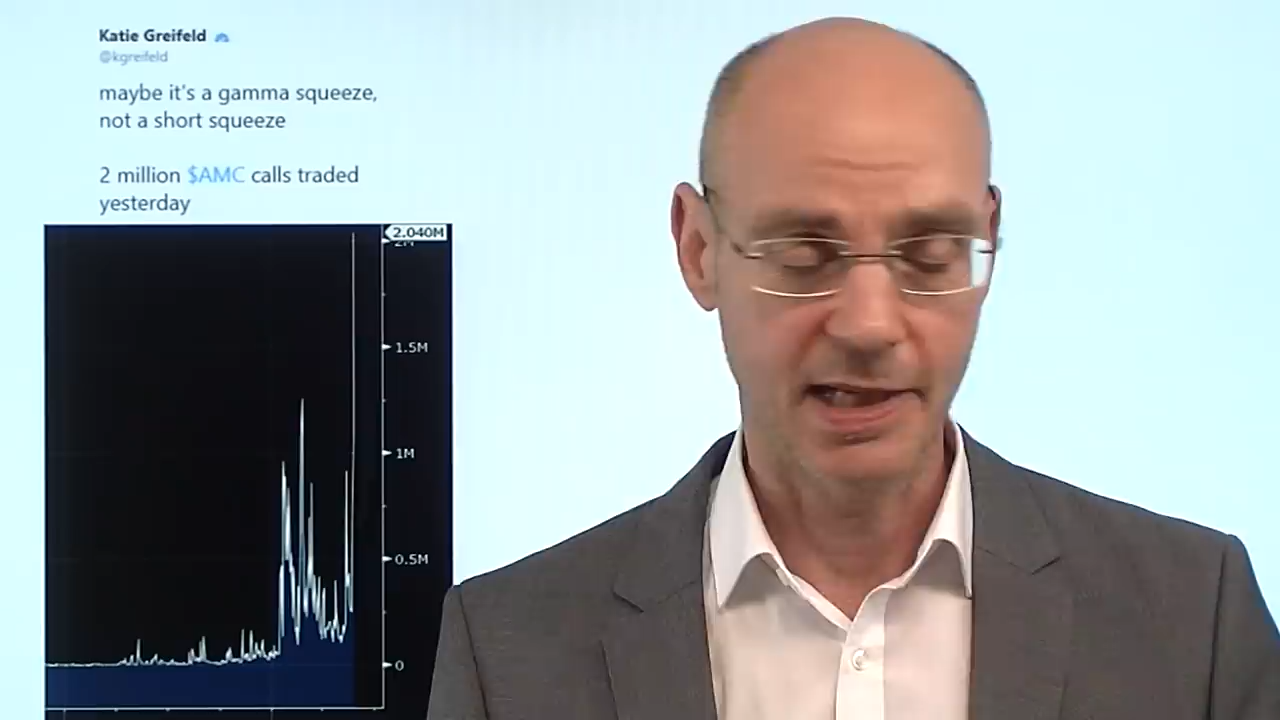 Katie Greifeld
@kgreifeld
maybe it's a gamma squeeze,
not a short squeeze
2 million $AMC calls traded
yesterday
2.040M
2M
1.5M
1M
0.5M
0